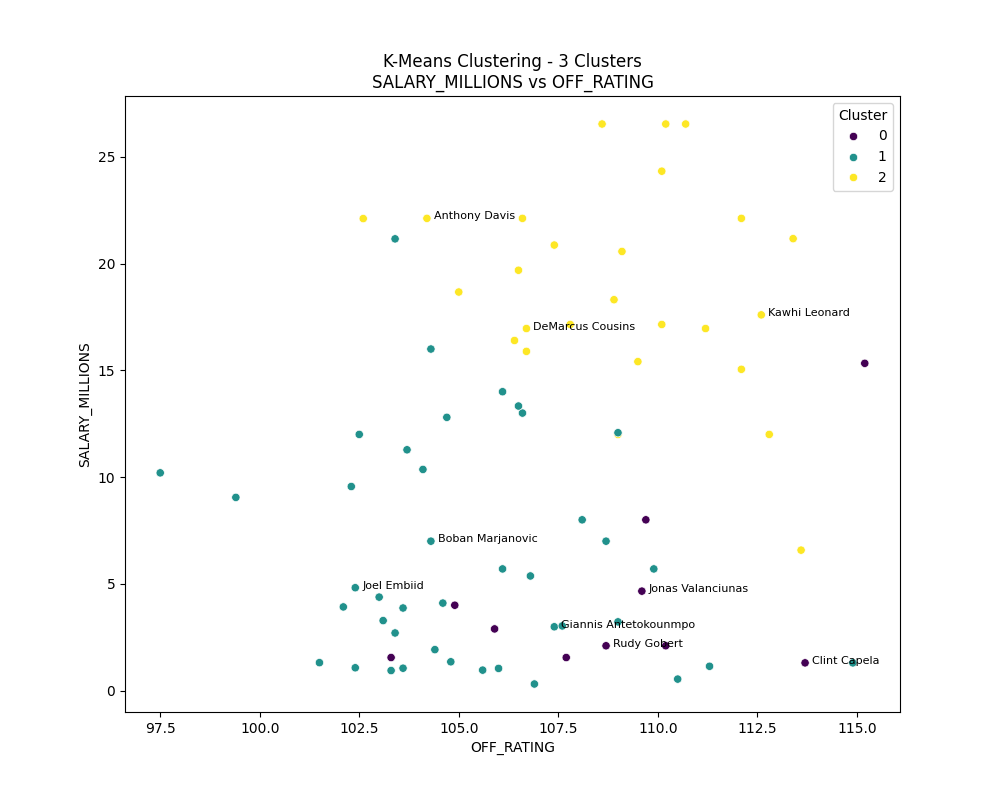 K-Means Clustering - 3 Clusters
SALARY_MILLIONS vs OFF_RATING
Cluster
0
1
2
25
20
15
10
5
0
SALARY_MILLIONS
Anthony Davis
Kawhi Leonard
DeMarcus Cousins
Boban Marjanovic
Joel Embiid
Jonas Valanciunas
Giannis Antetokounmpo
Rudy Gobert
Clint Capela
97.5 100.0 102.5 105.0 107.5 110.0 112.5 115.0
OFF_RATING